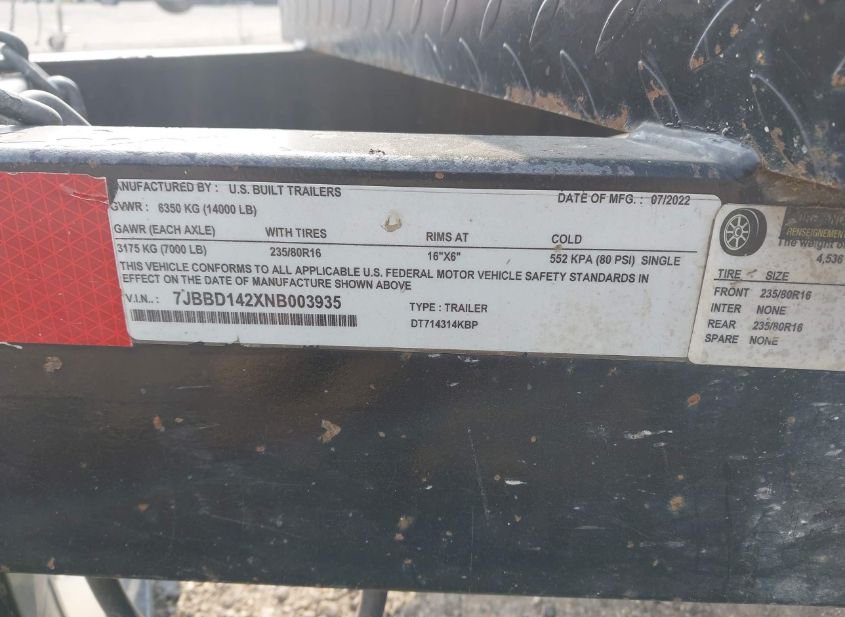 ANUFACTURED BY : U.S. BUILT TRAILERS
DATE OF MFG. : 07/2022
GVWR : 6350 KG (14000 LB)
GAWR (EACH AXLE) WITH TIRES RIMS AT COLD
3175 KG (7000 LB) 235/80R16 16"X6" 552 KPA (80 PSI) SINGLE
THIS VEHICLE CONFORMS TO ALL APPLICABLE U.S. FEDERAL MOTOR VEHICLE SAFETY STANDARDS IN
EFFECT ON THE DATE OF MANUFACTURE SHOWN ABOVE
V.I.N.. : 7JBBD142XNB003935 TYPE : TRAILER
DT714314KBP
RENSEIGNEMENT
The weight of
4,536
TIRE SIZE
FRONT 235/80R16
INTER NONE
REAR 235/80R16
SPARE NONE